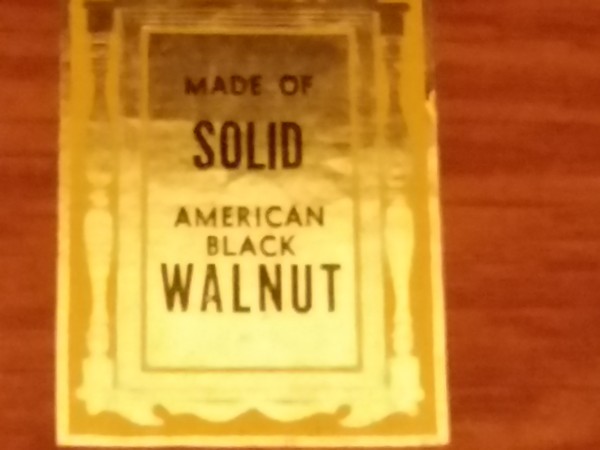 MADE OF
SOLID
AMERICAN
BLACK
WALNUT